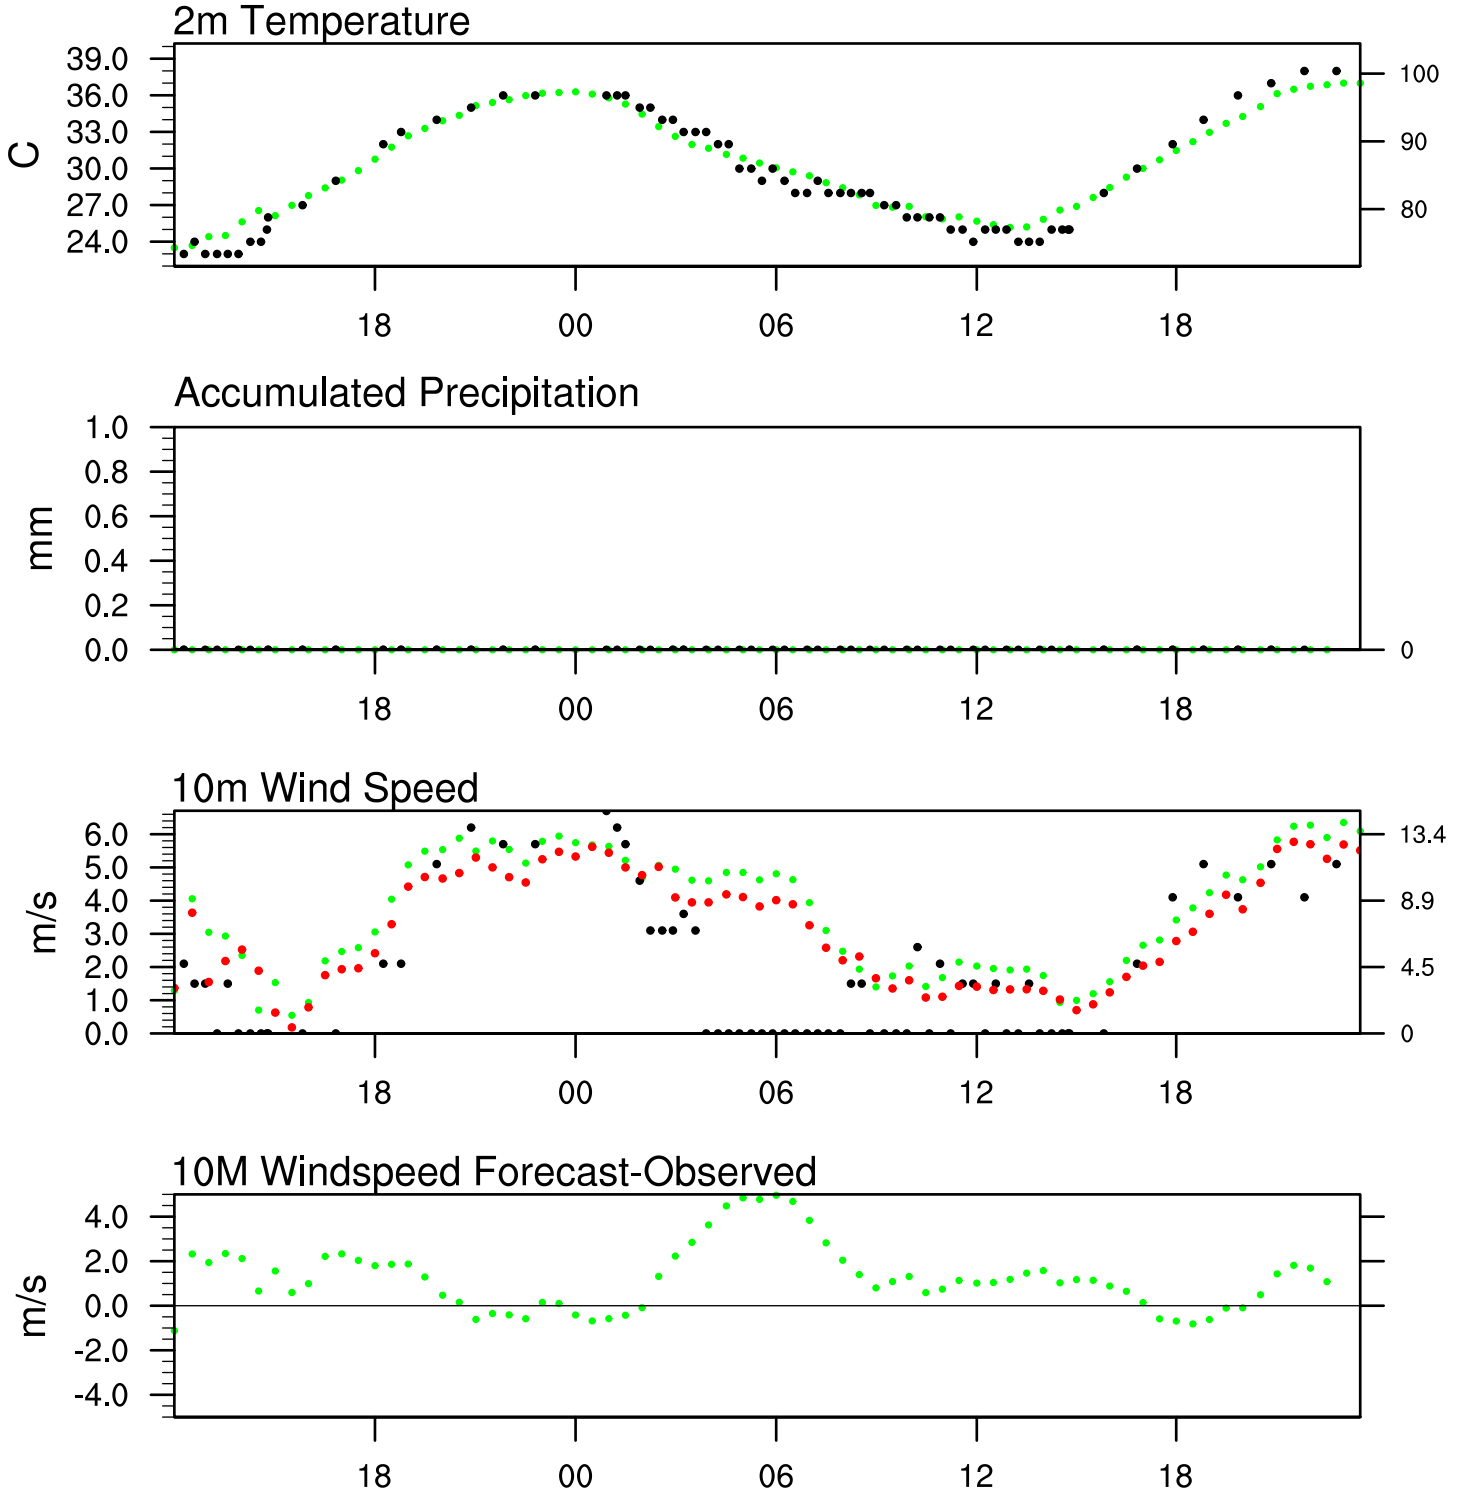 2m Temperature
39.0
36.0
33.0
30.0
27.0
24.0
C
100
90
80
18 00 06 12 18
Accumulated Precipitation
1.0
0.8
0.6
0.4
0.2
0.0
mm
0
18 00 06 12 18
10m Wind Speed
6.0
5.0
4.0
3.0
2.0
1.0
0.0
m/s
13.4
8.9
4.5
0
18 00 06 12 18
10M Windspeed Forecast-Observed
4.0
2.0
0.0
-2.0
-4.0
m/s
18 00 06 12 18